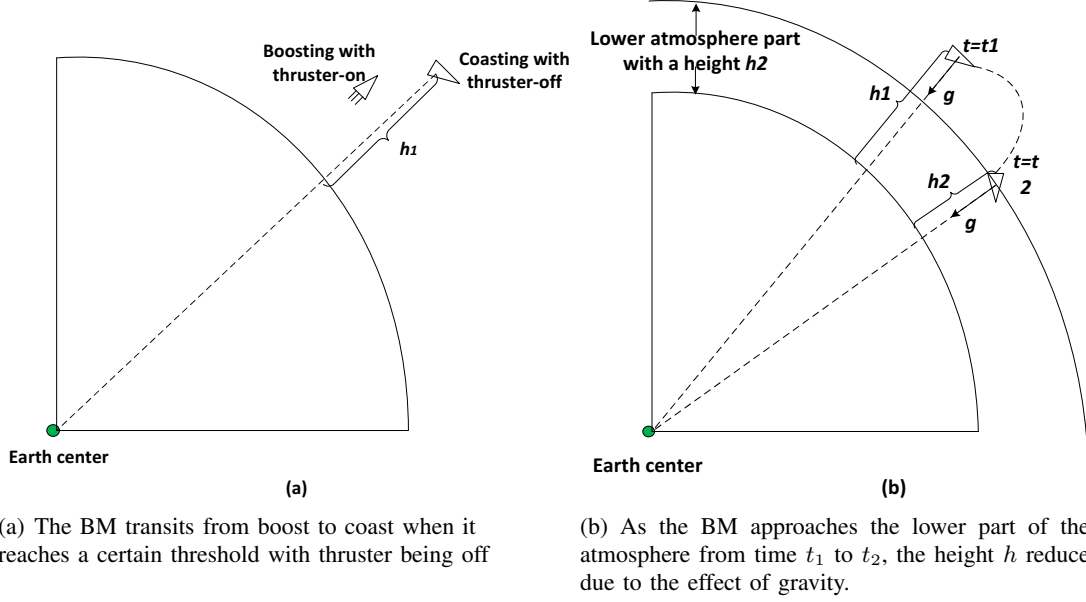 Boosting with
thruster-on
Coasting with
thruster-off
h1
Earth center
(a)
Lower atmosphere part
with a height h2
t=t1
h1
g
t=t
2
h2
g
Earth center
(b)
(a) The BM transits from boost to coast when it
reaches a certain threshold with thruster being off
(b) As the BM approaches the lower part of the
atmosphere from time t₁ to t₂, the height h reduce
due to the effect of gravity.